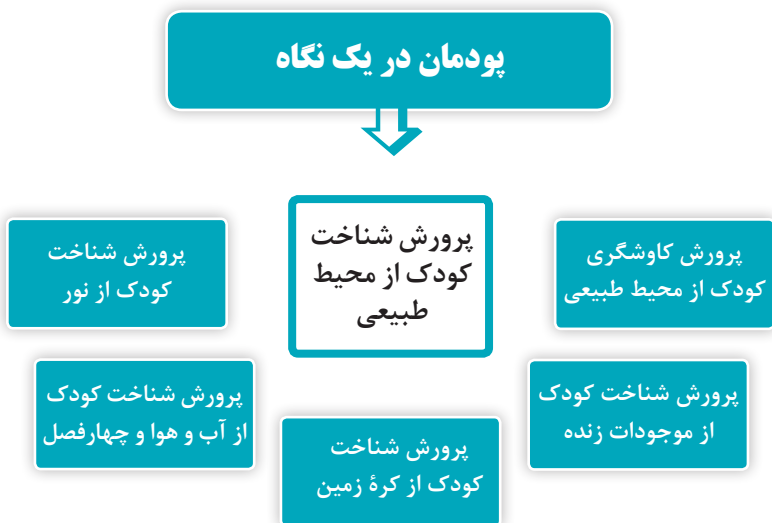 پودمان در یک نگاه
پرورش شناخت
کودک از محیط
طبیعی
پرورش کاوشگری
کودک از محیط طبیعی
پرورش شناخت کودک
از موجودات زنده
پرورش شناخت
کودک از کرهٔ زمین
پرورش شناخت کودک
از آب و هوا و چهارفصل
پرورش شناخت
کودک از نور